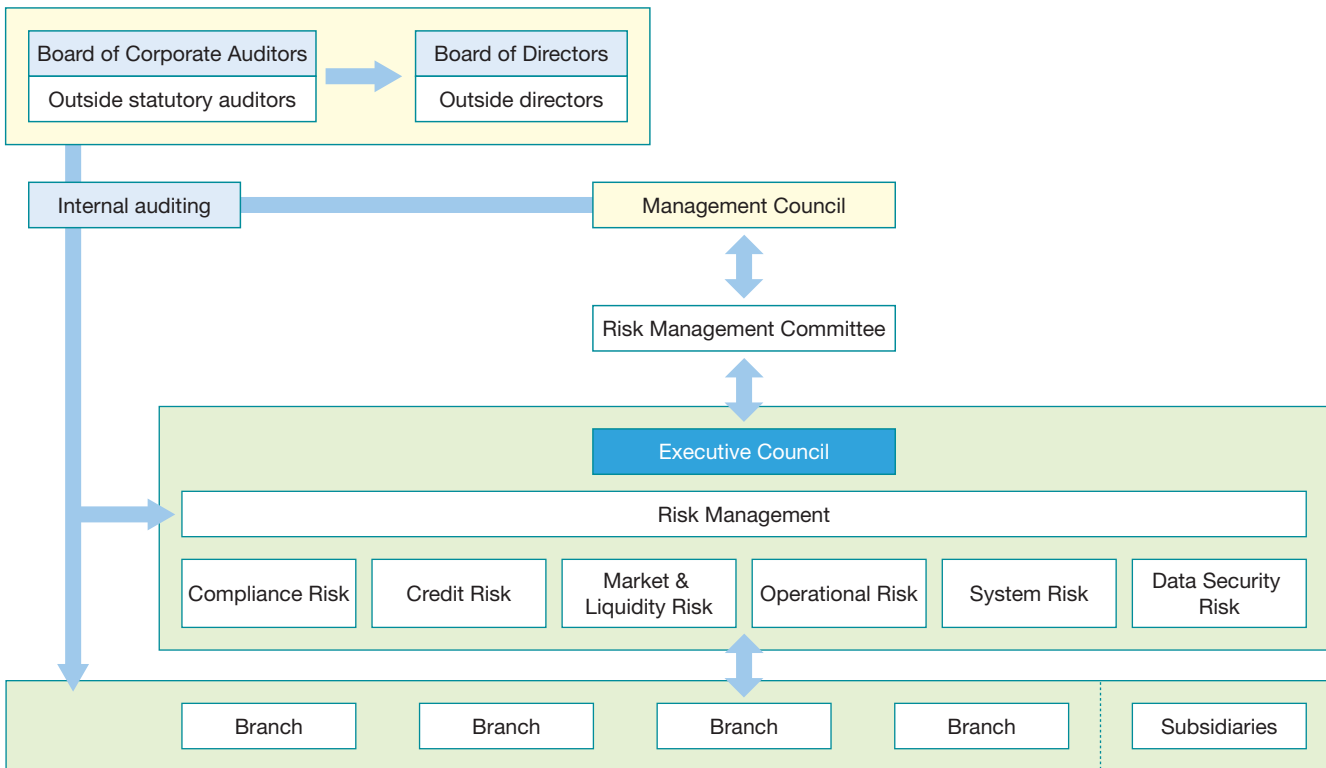 Board of Corporate Auditors
Outside statutory auditors
Board of Directors
Outside directors
Internal auditing
Management Council
Risk Management Committee
Executive Council
Risk Management
Compliance Risk
Credit Risk
Market &
Liquidity Risk
Operational Risk
System Risk
Data Security
Risk
Branch
Branch
Branch
Branch
Subsidiaries